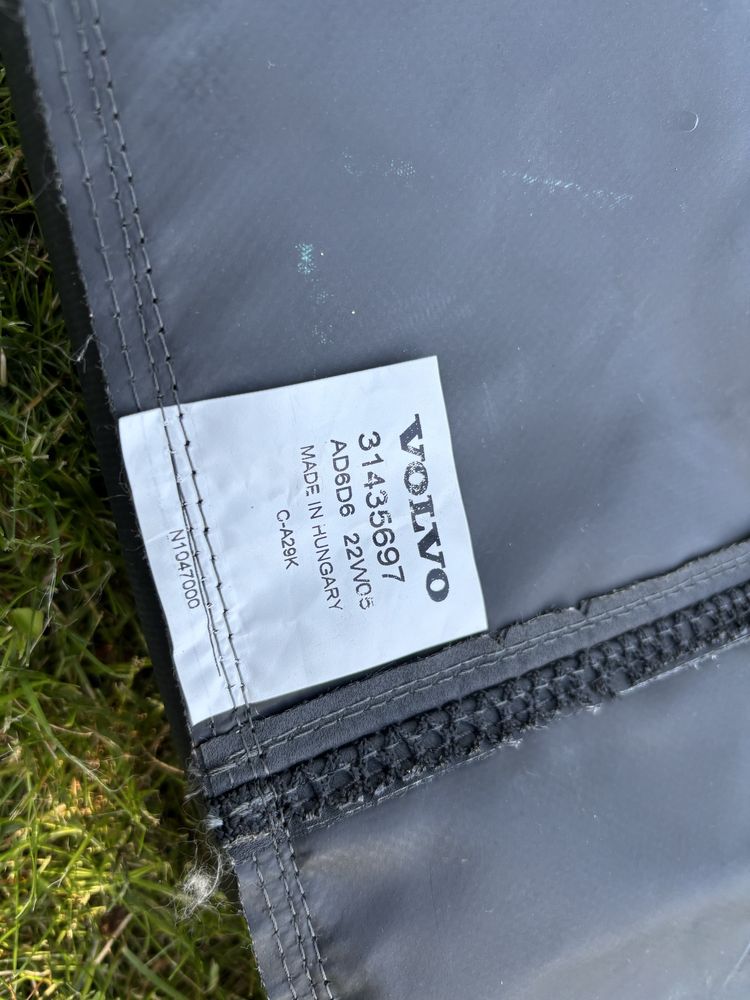 VOLVO
31435697
AD6D6 22W05
MADE IN HUNGARY
C-A29K
N1047000